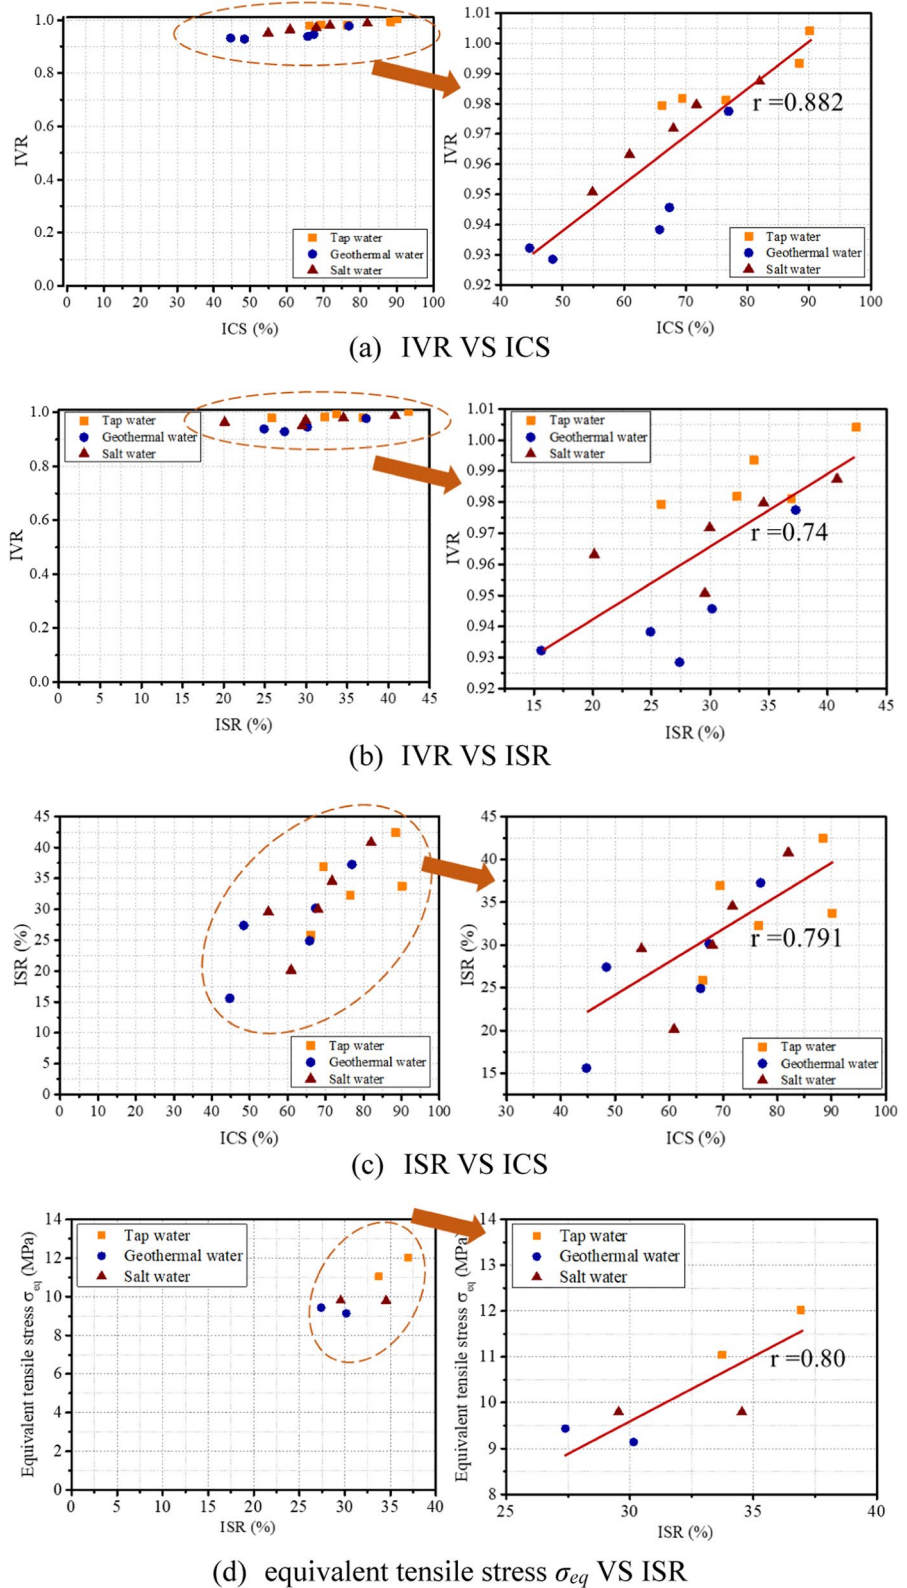 1.0
0.8
0.6
0.4
0.2
0.0
IVR
0 10 20 30 40 50 60 70 80 90 100
ICS (%)
Tap water
Geothermal water
Salt water
1.01
1.00
0.99
0.98
0.97
0.96
0.95
0.94
0.93
0.92
IVR
r =0.882
Tap water
Geothermal water
Salt water
40 50 60 70 80 90 100
ICS (%)
(a) IVR VS ICS
1.0
0.8
0.6
0.4
0.2
0.0
IVR
Tap water
Geothermal water
Salt water
0 5 10 15 20 25 30 35 40 45
ISR (%)
1.01
1.00
0.99
0.98
0.97
0.96
0.95
0.94
0.93
0.92
IVR
Tap water
Geothermal water
Salt water
r =0.74
15 20 25 30 35 40 45
ISR (%)
(b) IVR VS ISR
45
40
35
30
25
20
15
10
5
0
ISR (%)
Tap water
Geothermal water
Salt water
0 10 20 30 40 50 60 70 80 90 100
ICS (%)
45
40
35
30
25
20
15
ISR (%)
r =0.791
Tap water
Geothermal water
Salt water
30 40 50 60 70 80 90 100
ICS (%)
(c) ISR VS ICS
14
12
10
8
6
4
2
0
Equivalent tensile stress σeq (MPa)
Tap water
Geothermal water
Salt water
0 5 10 15 20 25 30 35 40
ISR (%)
14
13
12
11
10
9
8
Equivalent tensile stress σeq (MPa)
Tap water
Geothermal water
Salt water
r =0.80
25 30 35 40
ISR (%)
(d) equivalent tensile stress σeq VS ISR